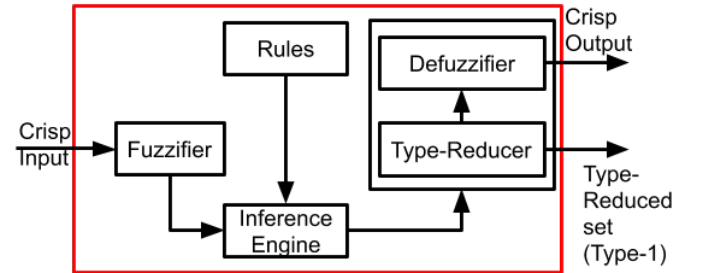 Crisp
Output
Rules
Defuzzifier
Crisp
Input
Fuzzifier
Type-Reducer
Type-
Reduced
set
(Type-1)
Inference
Engine